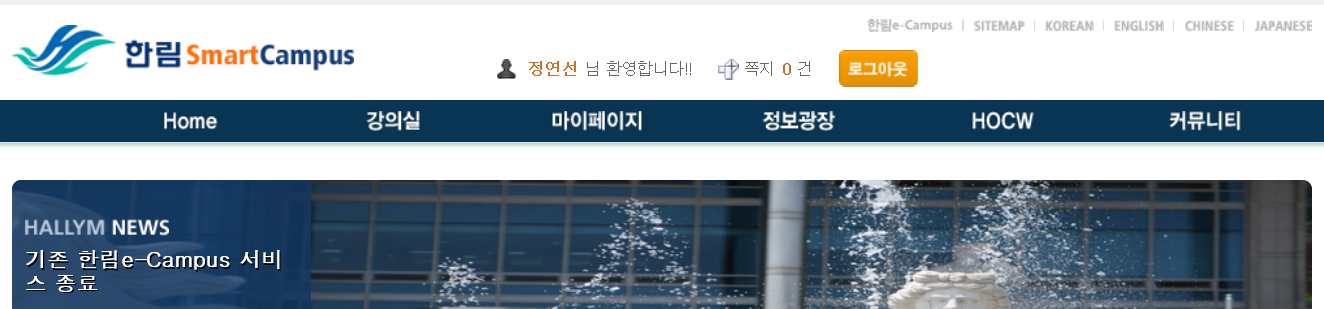 한림e-Campus | SITEMAP | KOREAN | ENGLISH | CHINESE | JAPANESE
한림 SmartCampus
정연선 님 환영합니다!! 쪽지 0 건 로그아웃
Home 강의실 마이페이지 정보광장 HOCW 커뮤니티
HALLYM NEWS
기존 한림e-Campus 서비
스 종료